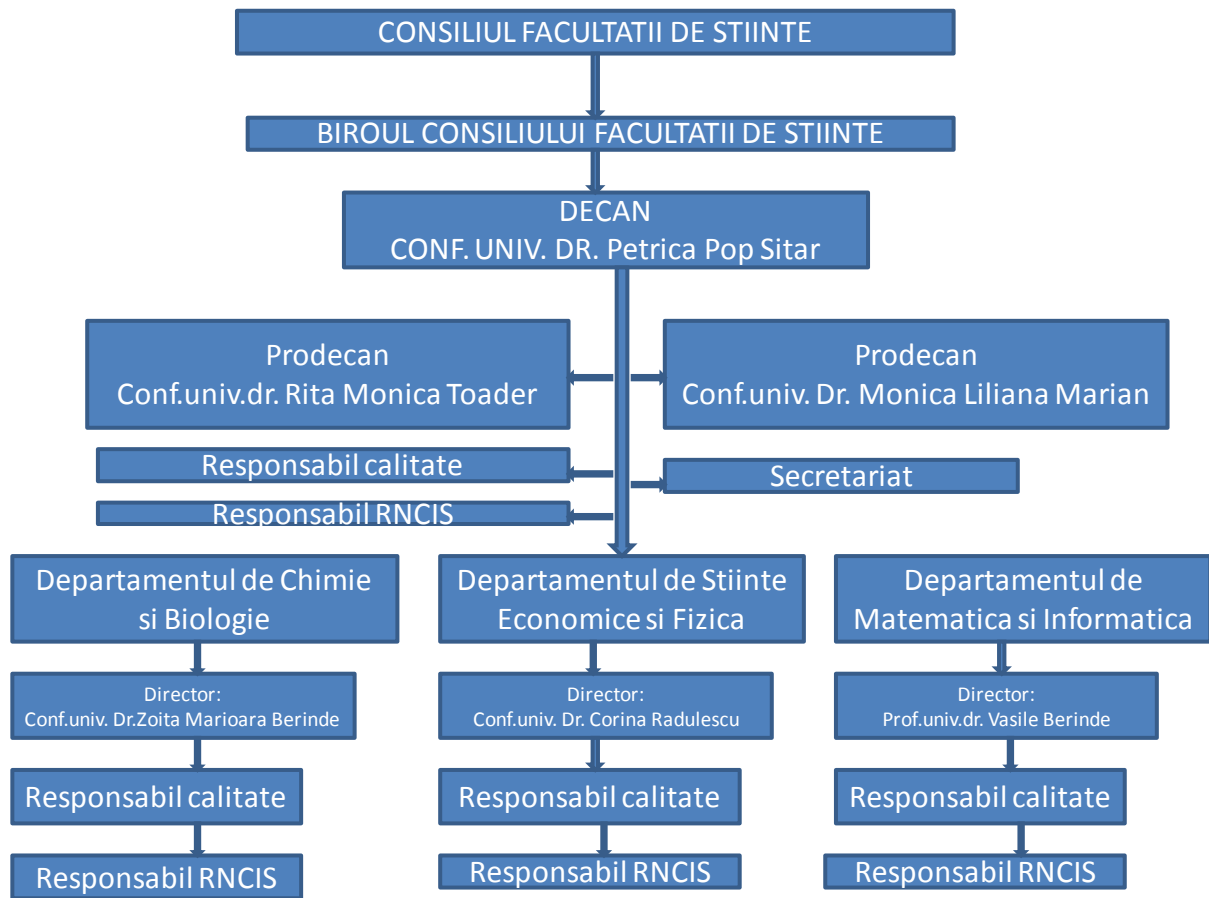 CONSILIUL FACULTATII DE STIINTE
BIROUL CONSILIULUI FACULTATII DE STIINTE
DECAN
CONF. UNIV. DR. Petrica Pop Sitar
Prodecan
Conf.univ.dr. Rita Monica Toader
Prodecan
Conf.univ. Dr. Monica Liliana Marian
Responsabil calitate
Secretariat
Responsabil RNCIS
Departamentul de Chimie
si Biologie
Departamentul de Stiinte
Economice si Fizica
Departamentul de
Matematica si Informatica
Director:
Conf.univ. Dr.Zoita Marioara Berinde
Director:
Conf.univ. Dr. Corina Radulescu
Director:
Prof.univ.dr. Vasile Berinde
Responsabil calitate
Responsabil calitate
Responsabil calitate
Responsabil RNCIS
Responsabil RNCIS
Responsabil RNCIS